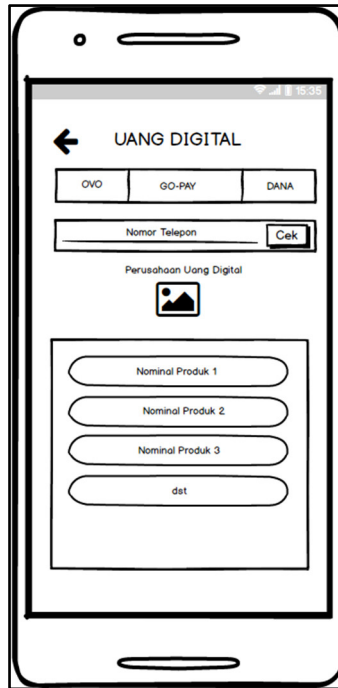 15:35
UANG DIGITAL
OVO GO-PAY DANA
Nomor Telepon Cek
Perusahaan Uang Digital
Nominal Produk 1
Nominal Produk 2
Nominal Produk 3
dst